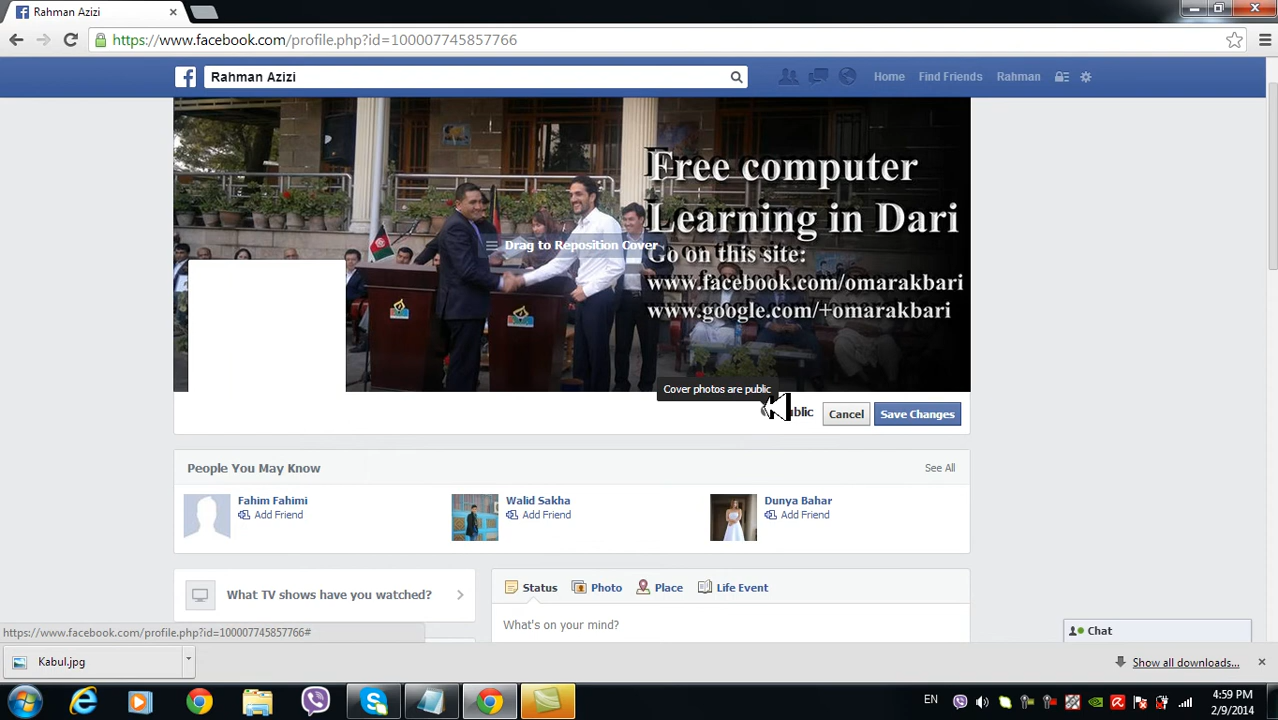 Rahman Azizi
https://www.facebook.com/profile.php?id=100007745857766
Rahman Azizi
Home
Find Friends
Rahman
Free computer
Learning in Dari
Drag to Reposition Cover
Go on this site:
www.facebook.com/omarakbari
www.google.com/+omarakbari
Cover photos are public
Cancel
Save Changes
People You May Know
See All
Fahim Fahimi
Add Friend
Walid Sakha
Add Friend
Dunya Bahar
Add Friend
What TV shows have you watched?
Status
Photo
Place
Life Event
What's on your mind?
https://www.facebook.com/profile.php?id=100007745857766#
Chat
Kabul.jpg
Show all downloads...
EN
4:59 PM
2/9/2014